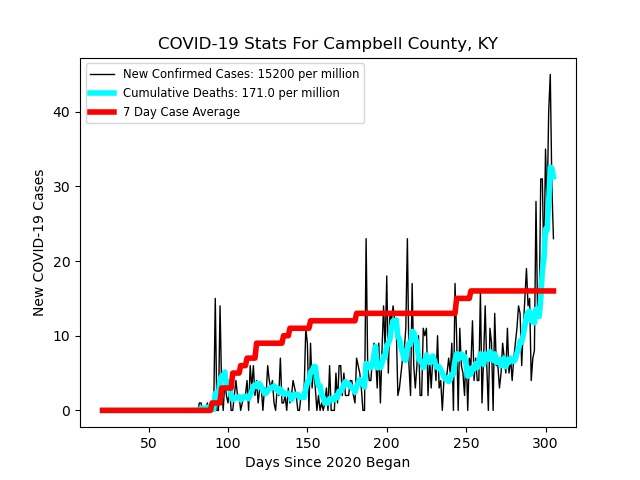 COVID-19 Stats For Campbell County, KY
New Confirmed Cases: 15200 per million
Cumulative Deaths: 171.0 per million
7 Day Case Average
New COVID-19 Cases
40
30
20
10
0
50 100 150 200 250 300
Days Since 2020 Began